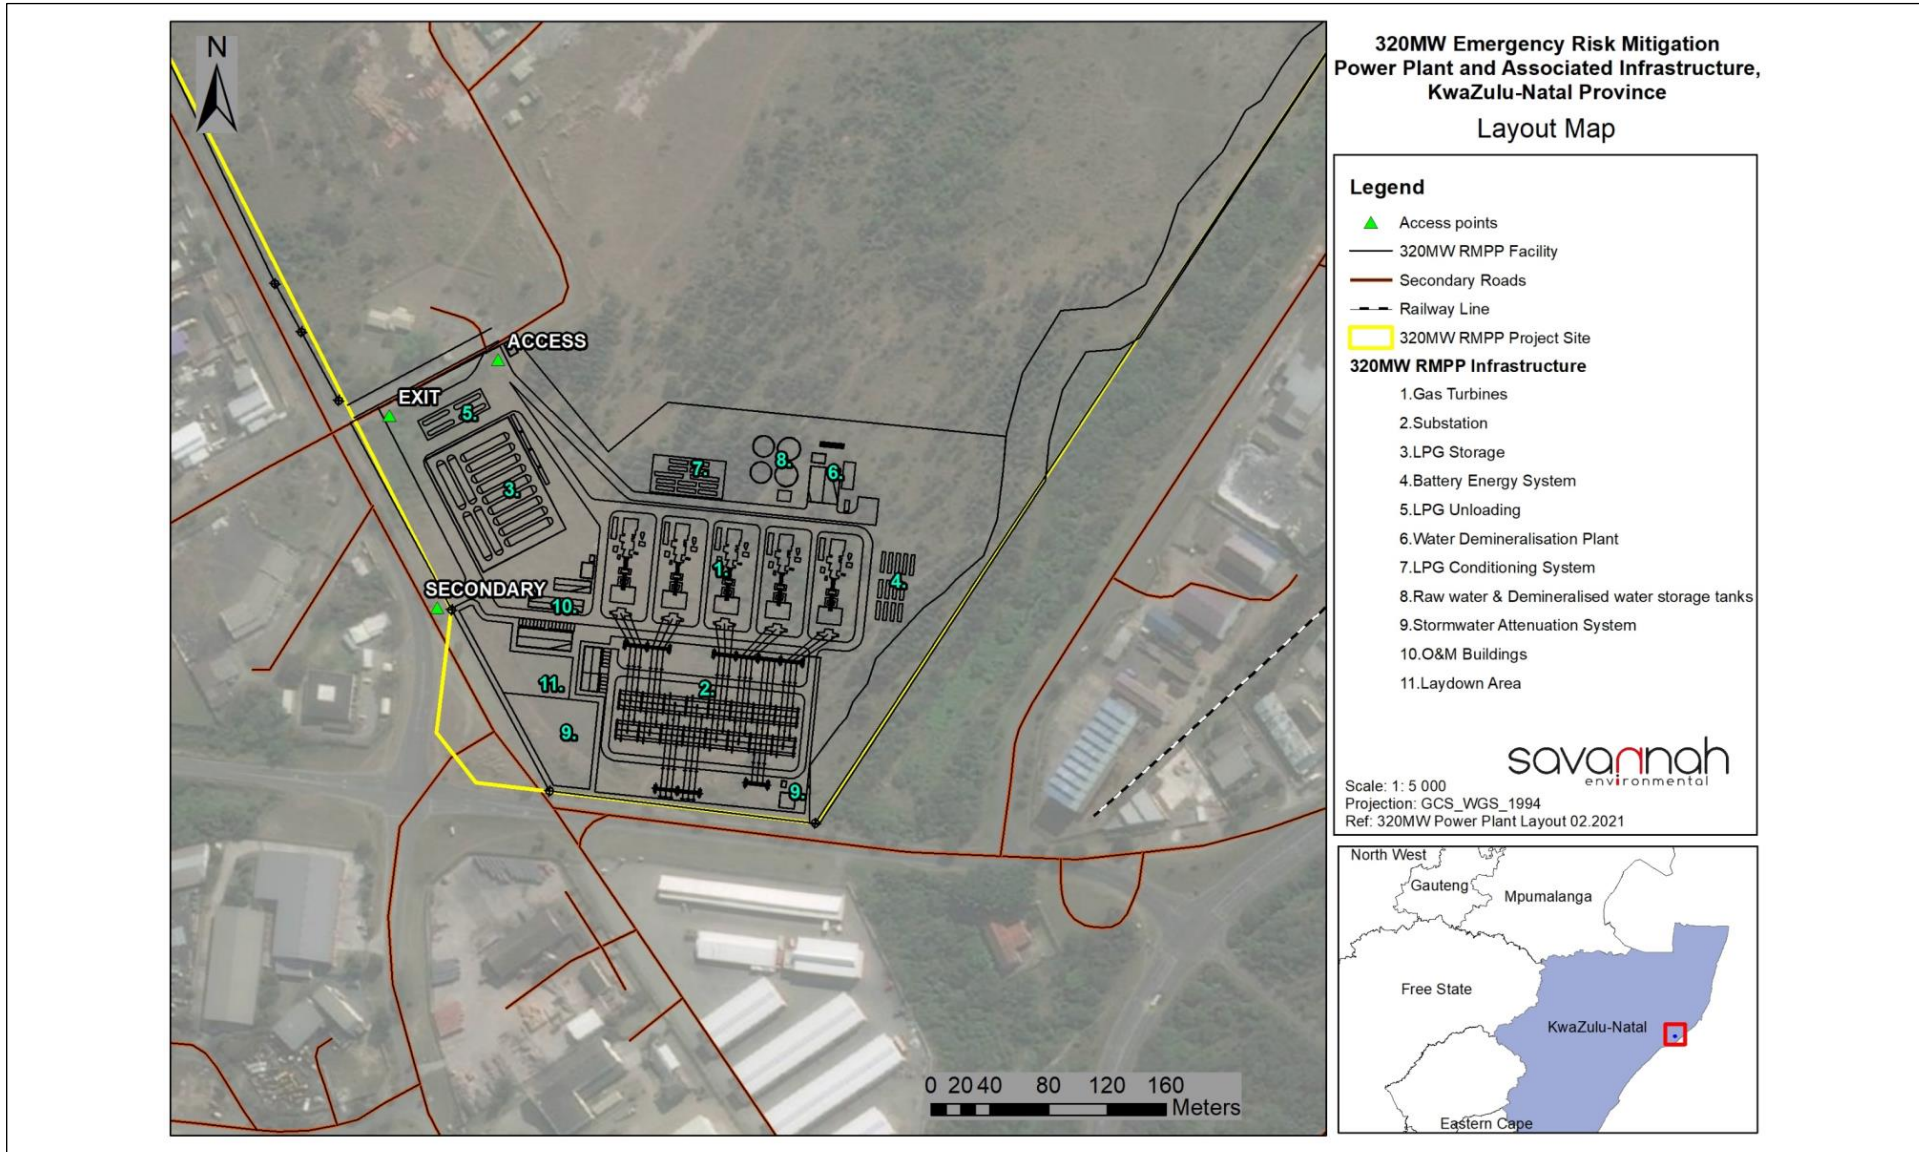 320MW Emergency Risk Mitigation
Power Plant and Associated Infrastructure,
KwaZulu-Natal Province
Layout Map
Legend
Access points
320MW RMPP Facility
Secondary Roads
Railway Line
320MW RMPP Project Site
320MW RMPP Infrastructure
1.Gas Turbines
2.Substation
3.LPG Storage
4.Battery Energy System
5.LPG Unloading
6.Water Demineralisation Plant
7.LPG Conditioning System
8.Raw water & Demineralised water storage tanks
9.Stormwater Attenuation System
10.O&M Buildings
11.Laydown Area
savannah
environmental
Scale: 1: 5 000
Projection: GCS_WGS_1994
Ref: 320MW Power Plant Layout 02.2021
North West
Gauteng
Mpumalanga
Free State
KwaZulu-Natal
Eastern Cape
N
ACCESS
EXIT
5.
3.
7.
8.
6.
SECONDARY
10.
1.
4.
11.
2.
9.
9.
0 20 40 80 120 160
Meters